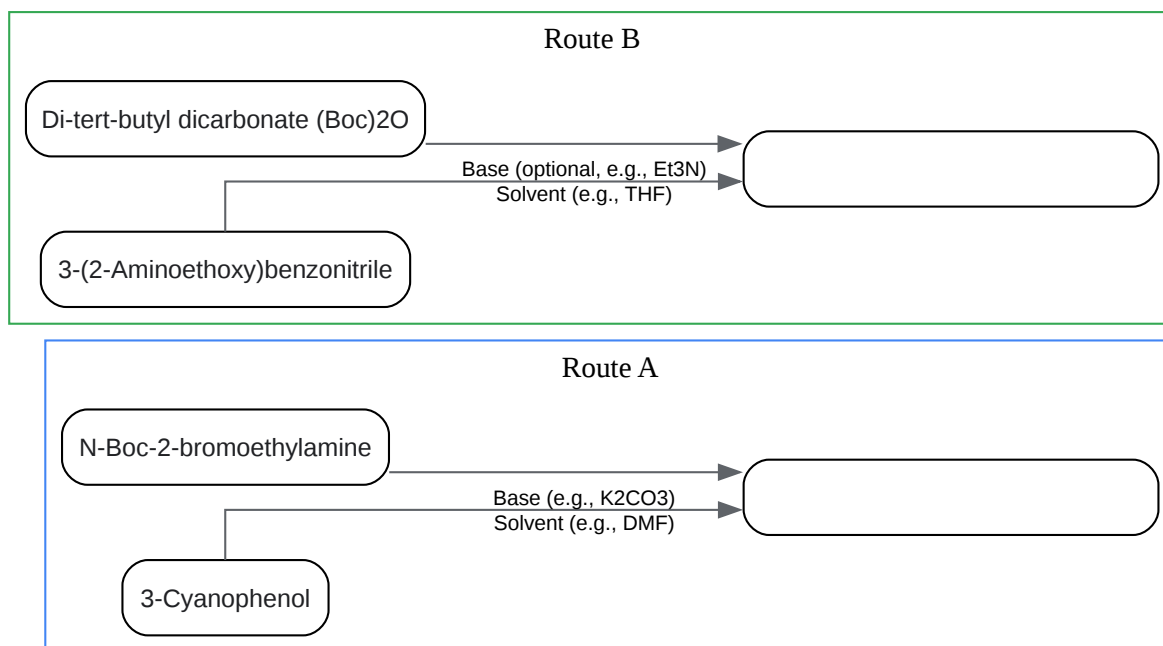 Route B
Di-tert-butyl dicarbonate (Boc)2O
Base (optional, e.g., Et3N)
Solvent (e.g., THF)
3-(2-Aminoethoxy)benzonitrile
Route A
N-Boc-2-bromoethylamine
Base (e.g., K2CO3)
Solvent (e.g., DMF)
3-Cyanophenol